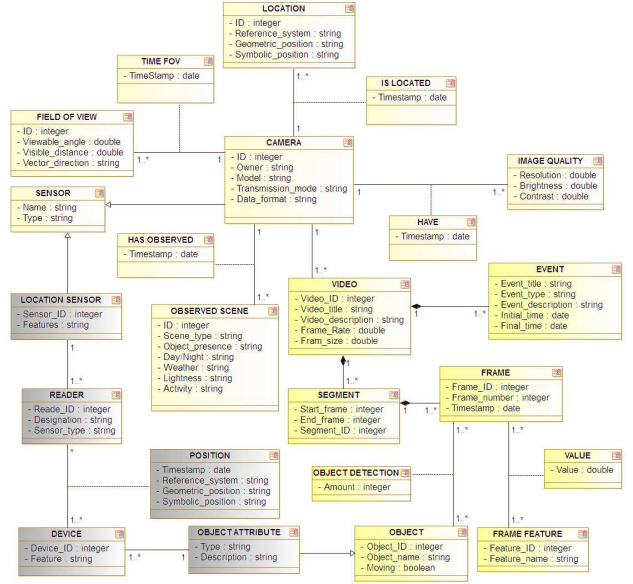 LOCATION
- ID : integer
- Reference_system : string
- Geometric_position : string
- Symbolic_position : string
1..*
1
TIME FOV
- TimeStamp : date
IS LOCATED
- Timestamp : date
FIELD OF VIEW
- ID : integer
- Viewable_angle : double
- Visible_distance : double
- Vector_direction : string
1..*
1
CAMERA
- ID : integer
- Owner : string
- Model : string
- Transmission_mode : string
- Data_format : string
1
1..*
IMAGE QUALITY
- Resolution : double
- Brightness : double
- Contrast : double
SENSOR
- Name : string
- Type : string
HAVE
- Timestamp : date
HAS OBSERVED
- Timestamp : date
1
1..*
1
1..*
LOCATION SENSOR
- Sensor_ID : integer
- Features : string
OBSERVED SCENE
- ID : integer
- Scene_type : string
- Object_presence : string
- Day/Night : string
- Weather : string
- Lightness : string
- Activity : string
VIDEO
- Video_ID : integer
- Video_title : string
- Video_description : string
- Frame_Rate : double
- Fram_size : double
1
1..*
EVENT
- Event_title : string
- Event_type : string
- Event_description : string
- Initial_time : date
- Final_time : date
1
1..*
1
1..*
READER
- Reade_ID : integer
- Designation : string
- Sensor_type : string
SEGMENT
- Start_frame : integer
- End_frame : integer
- Segment_ID : integer
1
1..*
FRAME
- Frame_ID : integer
- Frame_number : integer
- Timestamp : date
*
1..*
POSITION
- Timestamp : date
- Reference_system : string
- Geometric_position : string
- Symbolic_position : string
OBJECT DETECTION
- Amount : integer
1..*
1..*
1..*
1..*
VALUE
- Value : double
DEVICE
- Device_ID : integer
- Feature : string
1
1..*
OBJECT ATTRIBUTE
- Type : string
- Description : string
OBJECT
- Object_ID : integer
- Object_name : string
- Moving : boolean
FRAME FEATURE
- Feature_ID : integer
- Feature_name : string